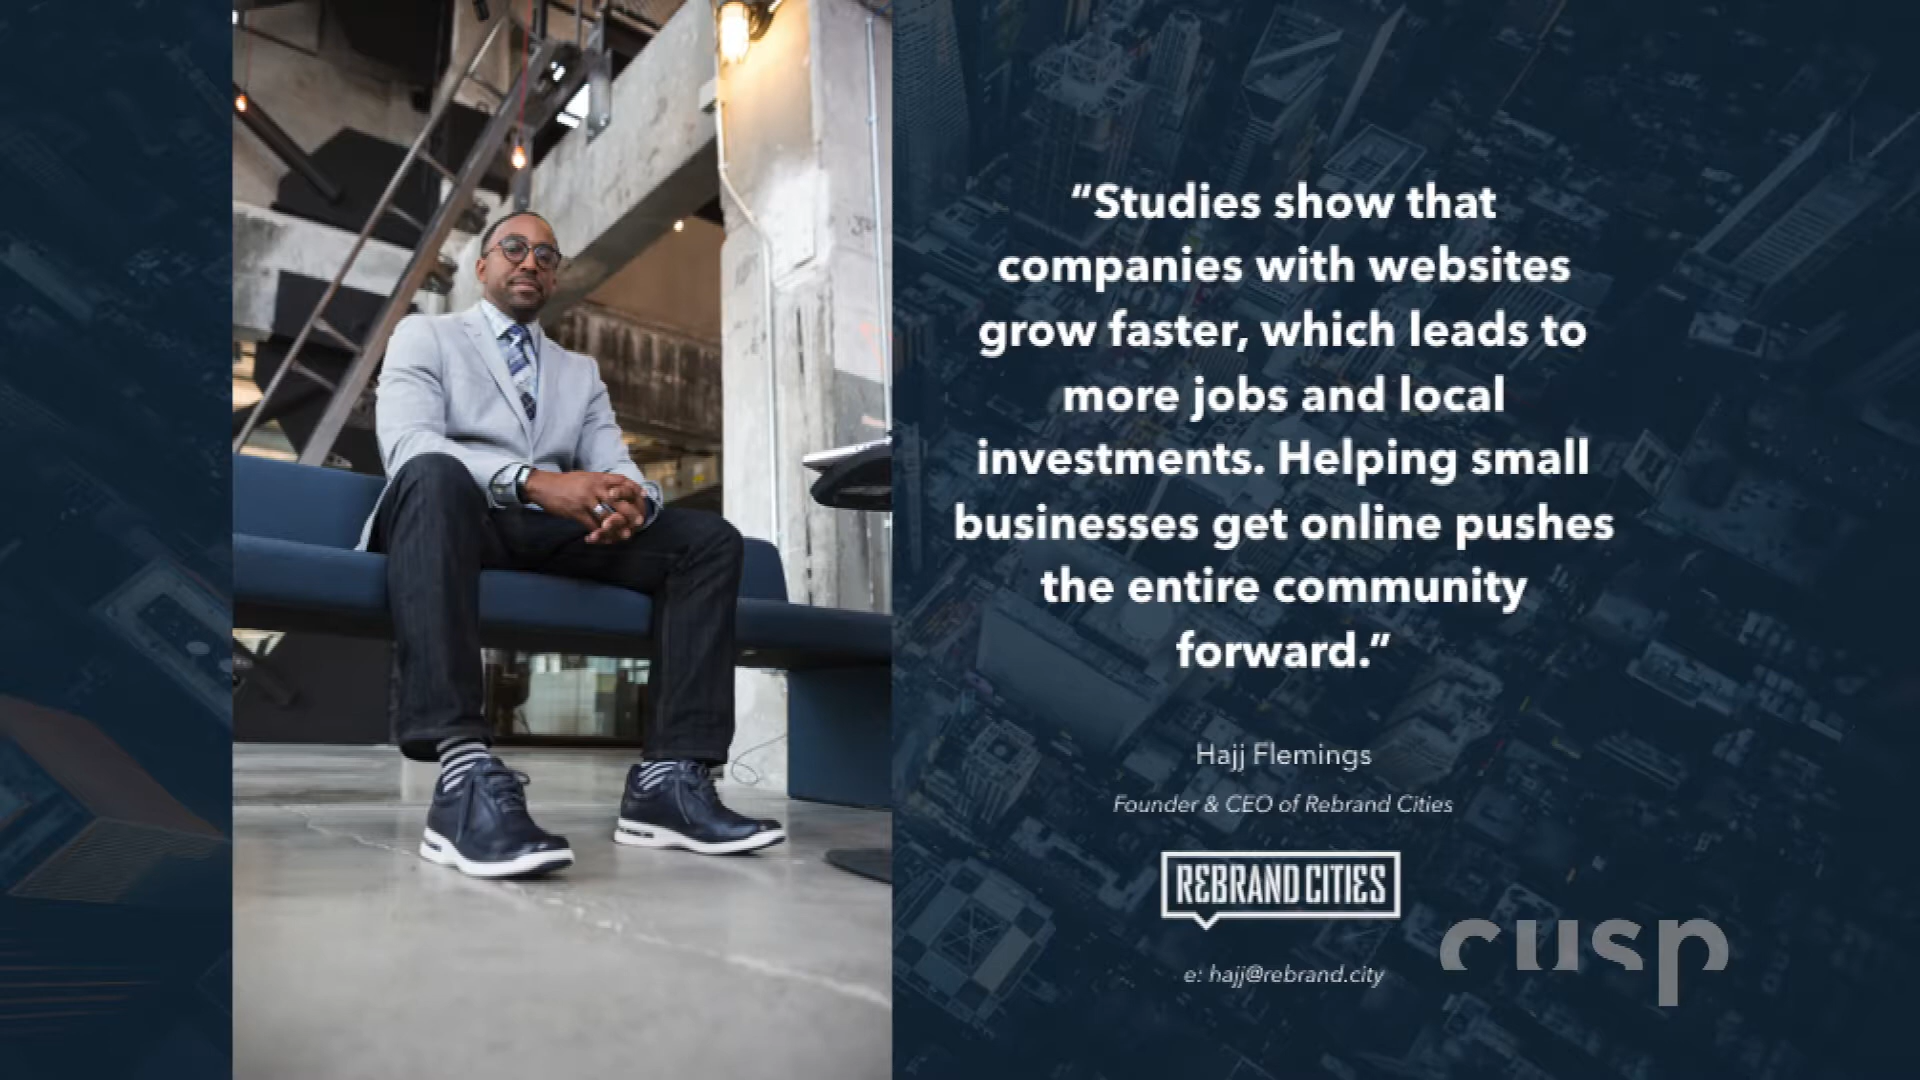 “Studies show that
companies with websites
grow faster, which leads to
more jobs and local
investments. Helping small
businesses get online pushes
the entire community
forward.”
Hajj Flemings
Founder & CEO of Rebrand Cities
REBRAND CITIES
e: hajj@rebrand.city
cusp